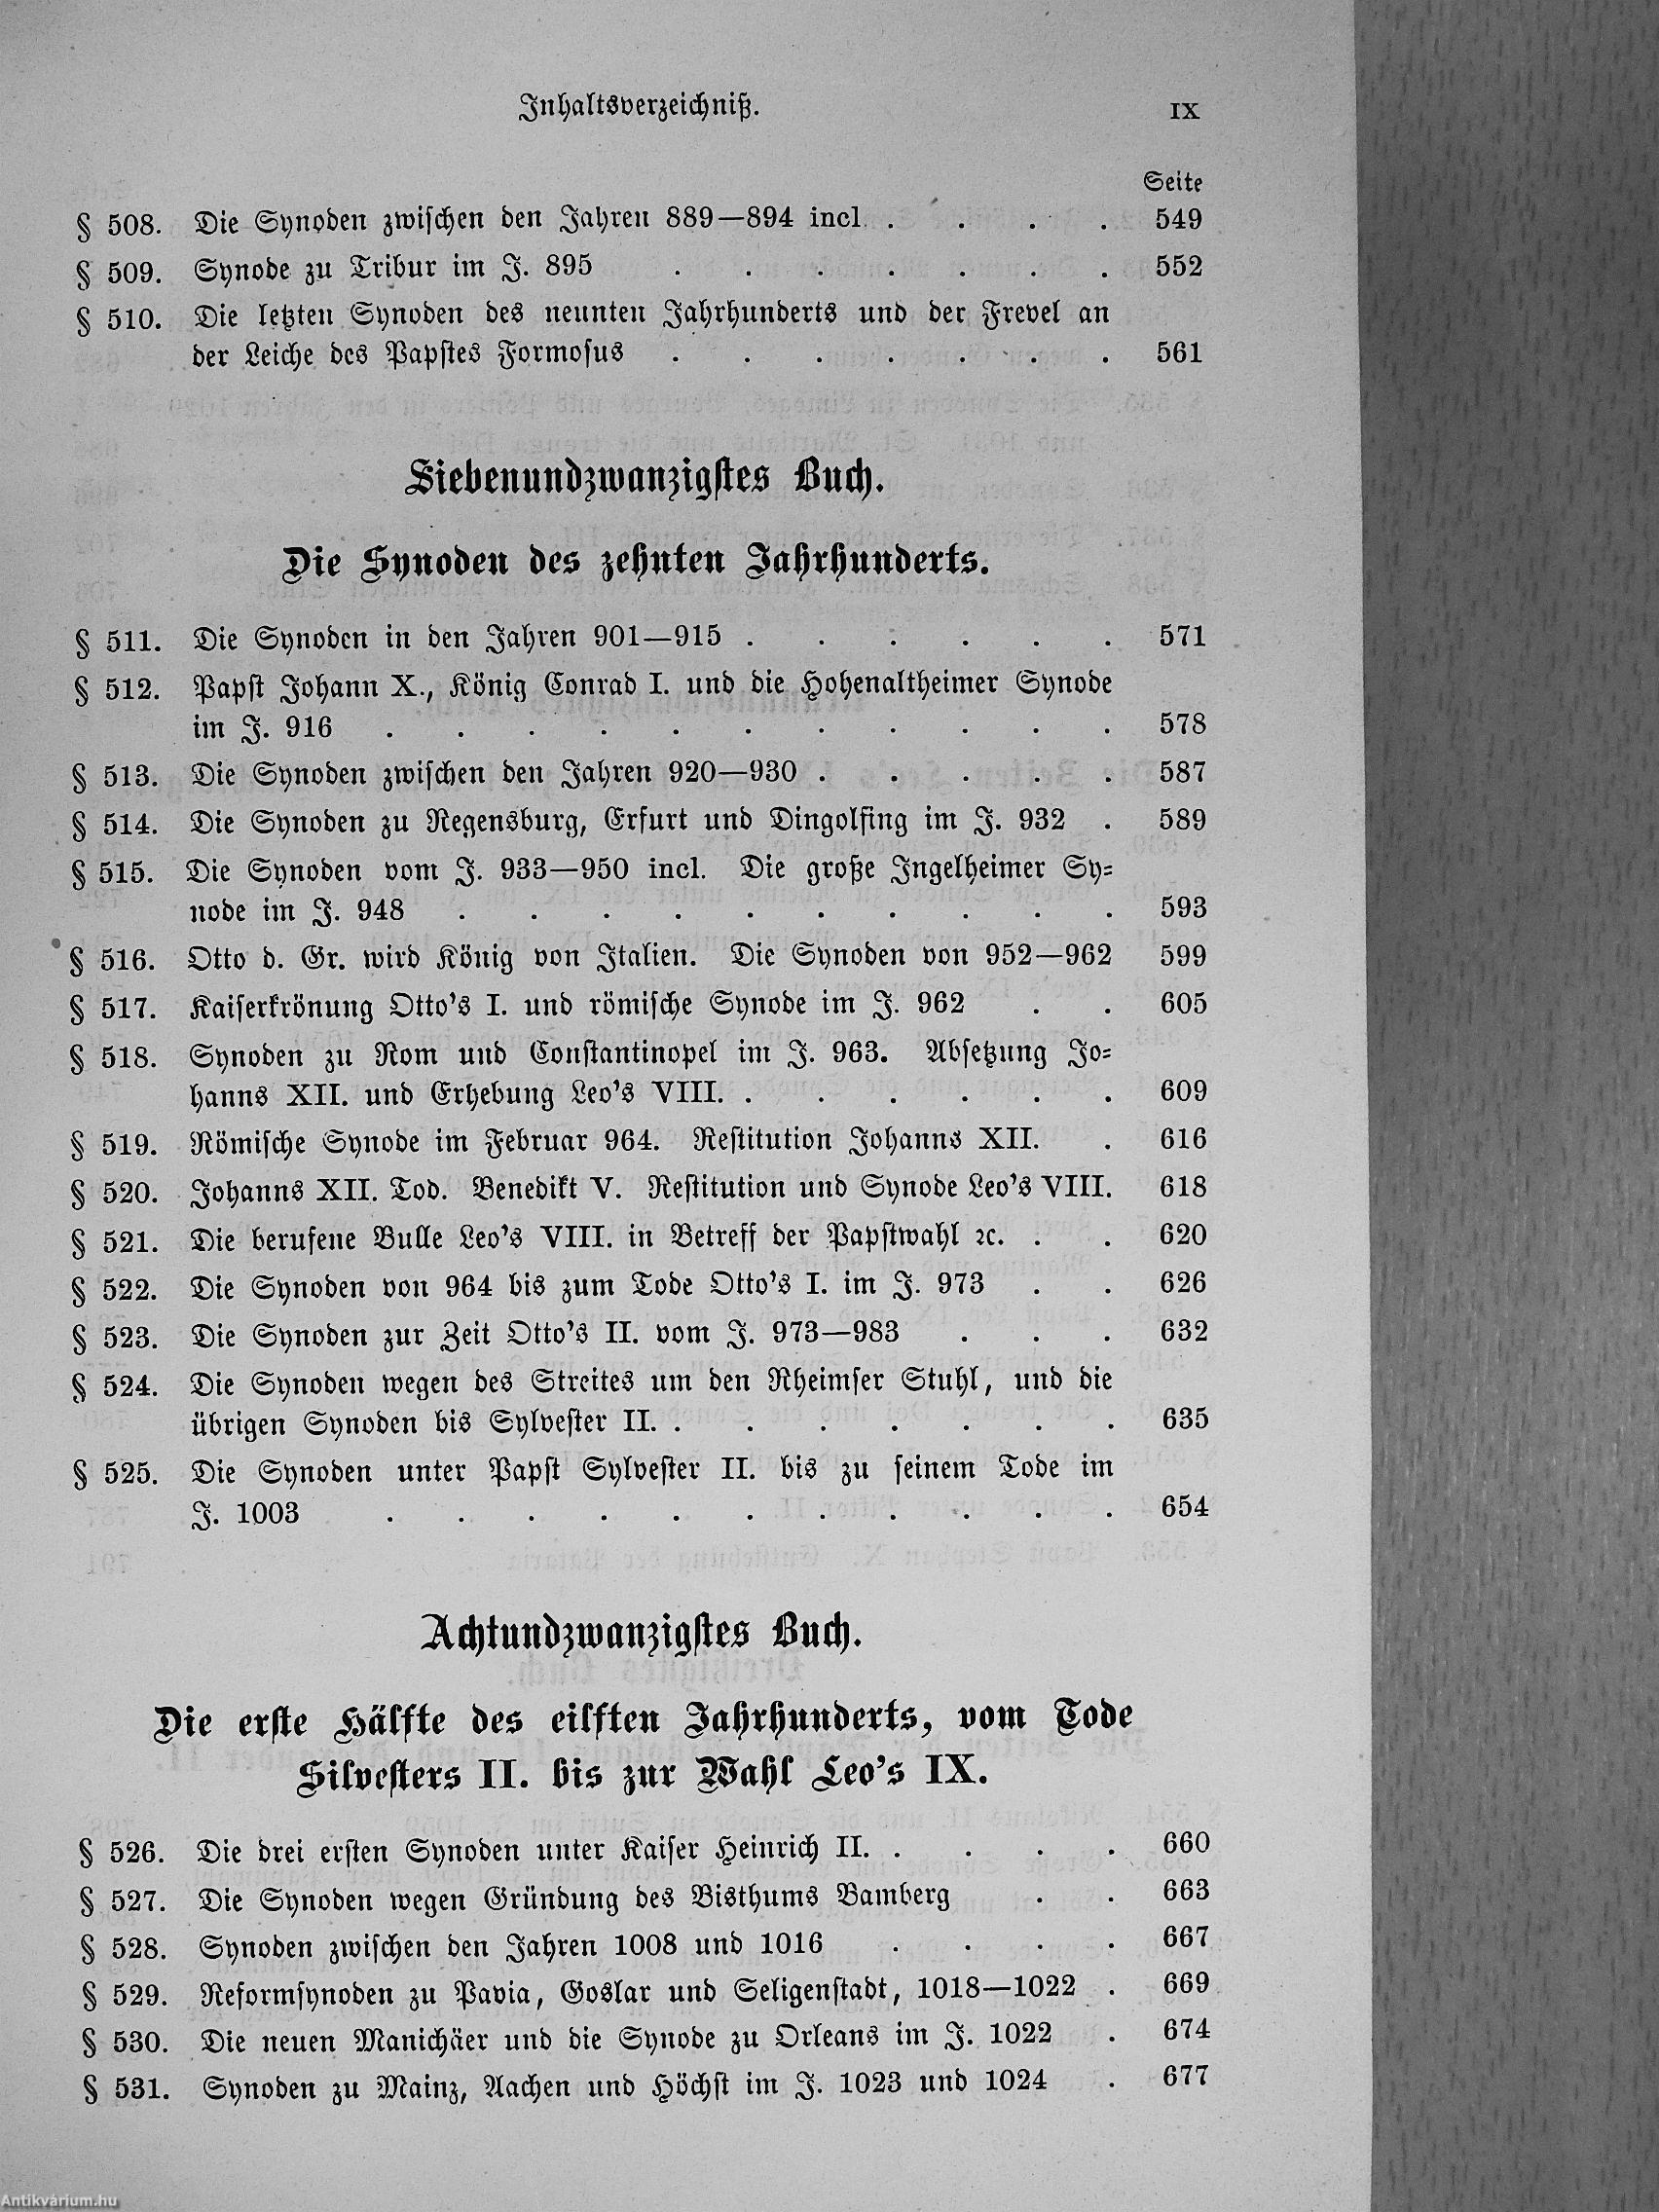 Inhaltsverzeichniß. IX
Seite
§ 508. Die Synoden zwischen den Jahren 889—894 incl. . . . . 549
§ 509. Synode zu Tribur im J. 895 . . . . . . . 552
§ 510. Die letzten Synoden des neunten Jahrhunderts und der Frevel an
der Leiche des Papstes Formosus . . . . . . . 561
Siebenundzwanzigstes Buch.
Die Synoden des zehnten Jahrhunderts.
§ 511. Die Synoden in den Jahren 901—915 . . . . . . 571
§ 512. Papst Johann X., König Conrad I. und die Hohenaltheimer Synode
im J. 916 . . . . . . . . . . . 578
§ 513. Die Synoden zwischen den Jahren 920—930 . . . . . 587
§ 514. Die Synoden zu Regensburg, Erfurt und Dingolfing im J. 932 . 589
§ 515. Die Synoden vom J. 933—950 incl. Die große Ingelheimer Sy-
node im J. 948 . . . . . . . . . . 593
§ 516. Otto d. Gr. wird König von Italien. Die Synoden von 952—962 599
§ 517. Kaiserkrönung Otto's I. und römische Synode im J. 962 . . 605
§ 518. Synoden zu Rom und Constantinopel im J. 963. Absetzung Jo-
hanns XII. und Erhebung Leo's VIII. . . . . . . 609
§ 519. Römische Synode im Februar 964. Restitution Johanns XII. . 616
§ 520. Johanns XII. Tod. Benedikt V. Restitution und Synode Leo's VIII. 618
§ 521. Die berufene Bulle Leo's VIII. in Betreff der Papstwahl ꝛc. . . 620
§ 522. Die Synoden von 964 bis zum Tode Otto's I. im J. 973 . . 626
§ 523. Die Synoden zur Zeit Otto's II. vom J. 973—983 . . . 632
§ 524. Die Synoden wegen des Streites um den Rheimser Stuhl, und die
übrigen Synoden bis Sylvester II. . . . . . . . 635
§ 525. Die Synoden unter Papst Sylvester II. bis zu seinem Tode im
J. 1003 . . . . . . . . . . . 654
Achtundzwanzigstes Buch.
Die erste Hälfte des eilften Jahrhunderts, vom Tode
Silvesters II. bis zur Wahl Leo's IX.
§ 526. Die drei ersten Synoden unter Kaiser Heinrich II. . . . . 660
§ 527. Die Synoden wegen Gründung des Bisthums Bamberg . . 663
§ 528. Synoden zwischen den Jahren 1008 und 1016 . . . . 667
§ 529. Reformsynoden zu Pavia, Goslar und Seligenstadt, 1018—1022 . 669
§ 530. Die neuen Manichäer und die Synode zu Orleans im J. 1022 . 674
§ 531. Synoden zu Mainz, Aachen und Höchst im J. 1023 und 1024 . 677
Antikvárium.hu